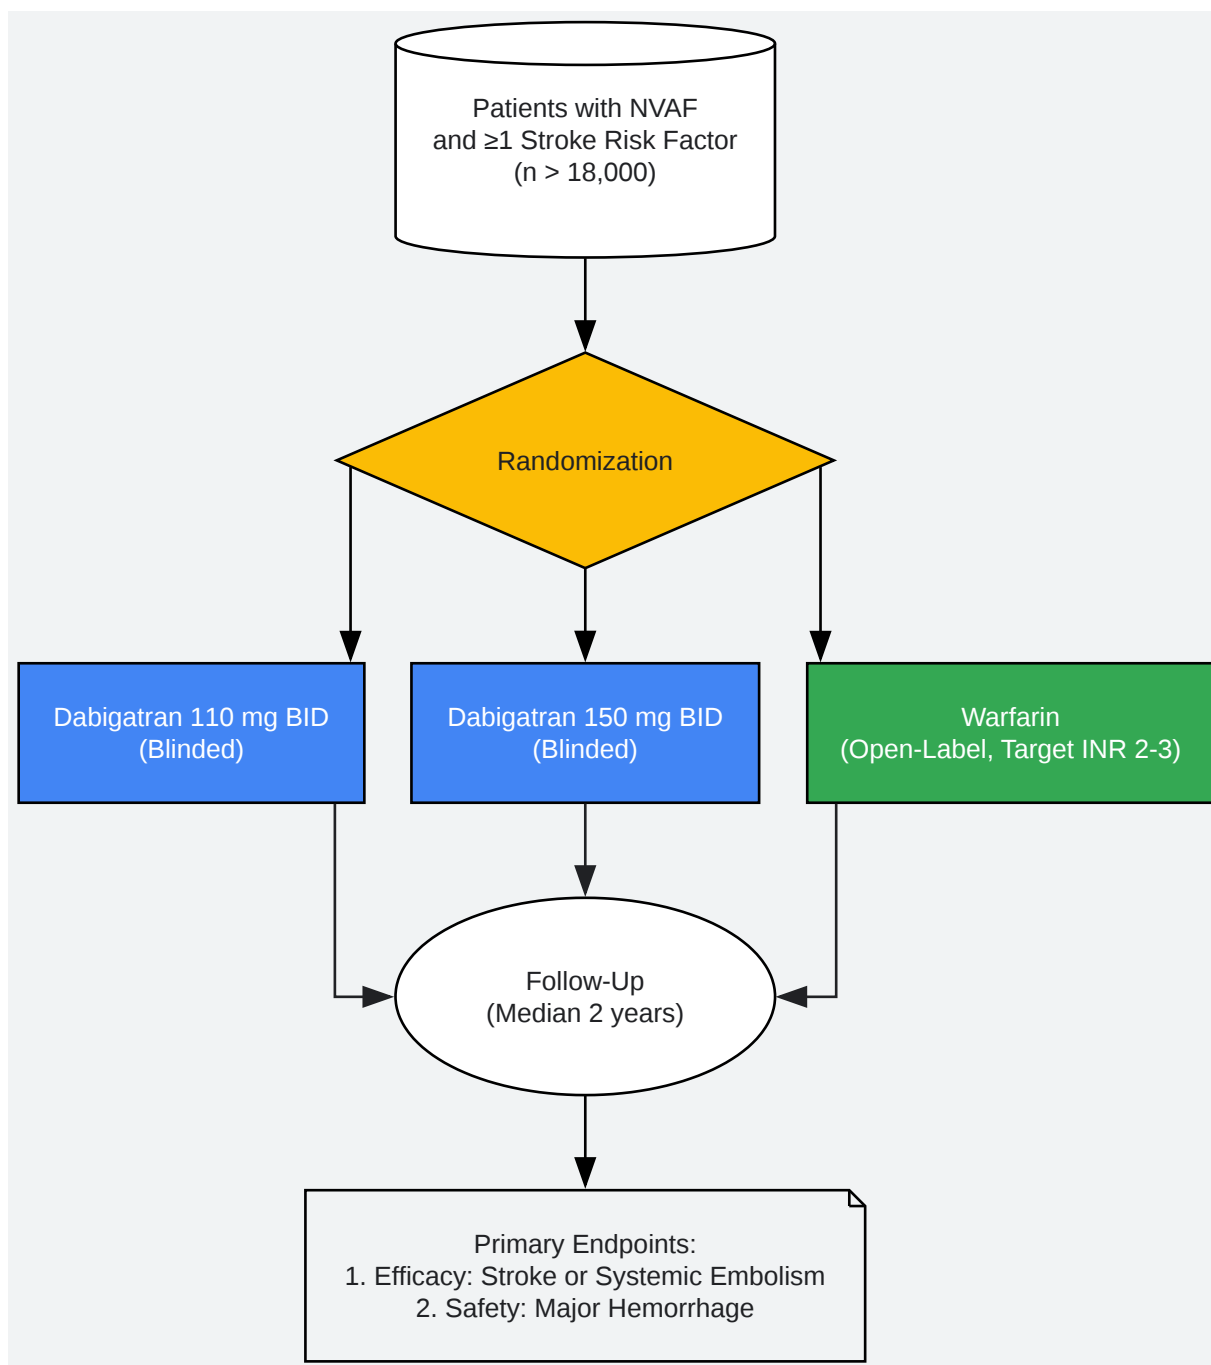 Patients with NVAF
and ≥1 Stroke Risk Factor
(n > 18,000)
Randomization
Dabigatran 110 mg BID
(Blinded)
Dabigatran 150 mg BID
(Blinded)
Warfarin
(Open-Label, Target INR 2-3)
Follow-Up
(Median 2 years)
Primary Endpoints:
1. Efficacy: Stroke or Systemic Embolism
2. Safety: Major Hemorrhage